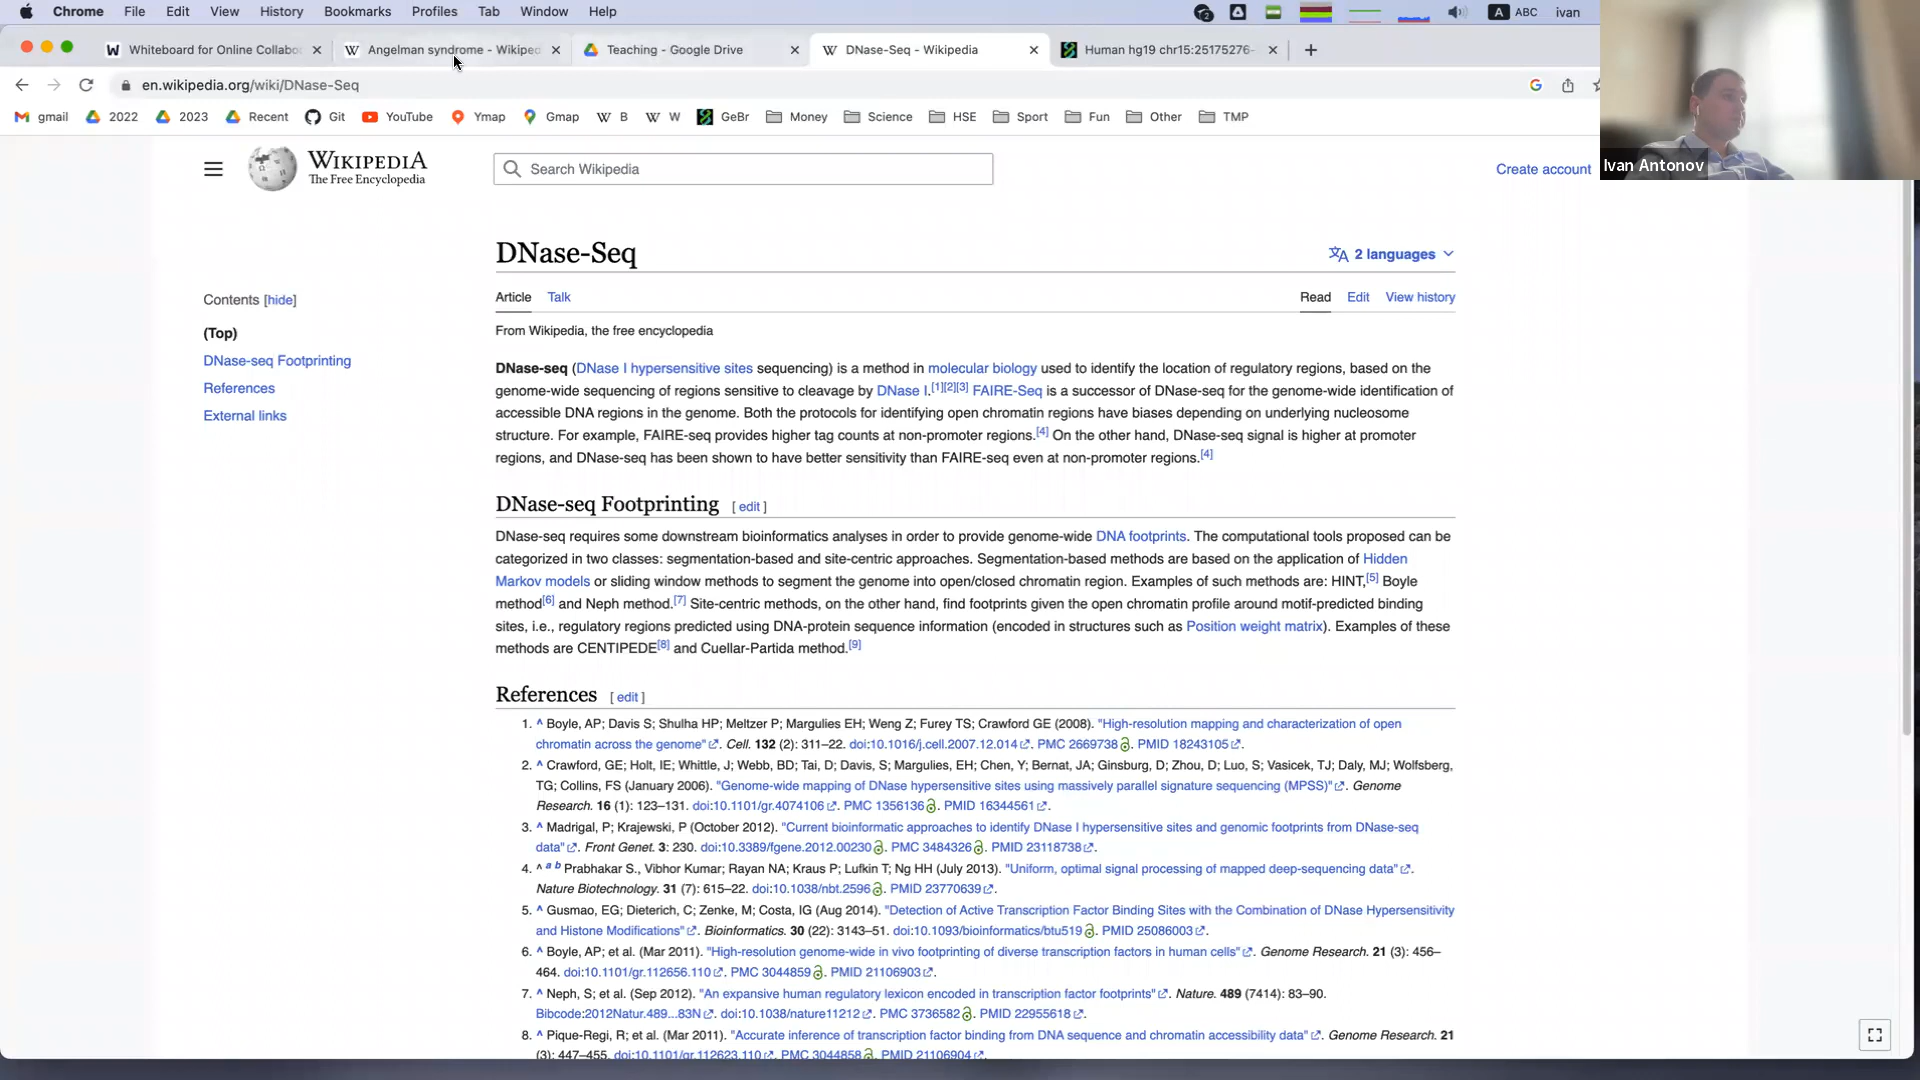 Chrome File Edit View History Bookmarks Profiles Tab Window Help 2 A ABC ivan
Whiteboard for Online Collabo Angelman syndrome - Wikiped Teaching - Google Drive DNase-Seq - Wikipedia Human hg19 chr15:25175276-
en.wikipedia.org/wiki/DNase-Seq
gmail 2022 2023 Recent Git YouTube Ymap Gmap B W GeBr Money Science HSE Sport Fun Other TMP
Ivan Antonov
WIKIPEDIA
The Free Encyclopedia
Search Wikipedia
Create account
DNase-Seq
2 languages
Contents [hide]
(Top)
DNase-seq Footprinting
References
External links
Article Talk Read Edit View history
From Wikipedia, the free encyclopedia
DNase-seq (DNase I hypersensitive sites sequencing) is a method in molecular biology used to identify the location of regulatory regions, based on the
genome-wide sequencing of regions sensitive to cleavage by DNase I.[1][2][3] FAIRE-Seq is a successor of DNase-seq for the genome-wide identification of
accessible DNA regions in the genome. Both the protocols for identifying open chromatin regions have biases depending on underlying nucleosome
structure. For example, FAIRE-seq provides higher tag counts at non-promoter regions.[4] On the other hand, DNase-seq signal is higher at promoter
regions, and DNase-seq has been shown to have better sensitivity than FAIRE-seq even at non-promoter regions.[4]
DNase-seq Footprinting [ edit ]
DNase-seq requires some downstream bioinformatics analyses in order to provide genome-wide DNA footprints. The computational tools proposed can be
categorized in two classes: segmentation-based and site-centric approaches. Segmentation-based methods are based on the application of Hidden
Markov models or sliding window methods to segment the genome into open/closed chromatin region. Examples of such methods are: HINT,[5] Boyle
method[6] and Neph method.[7] Site-centric methods, on the other hand, find footprints given the open chromatin profile around motif-predicted binding
sites, i.e., regulatory regions predicted using DNA-protein sequence information (encoded in structures such as Position weight matrix). Examples of these
methods are CENTIPEDE[8] and Cuellar-Partida method.[9]
References [ edit ]
1. ^ Boyle, AP; Davis S; Shulha HP; Meltzer P; Margulies EH; Weng Z; Furey TS; Crawford GE (2008). "High-resolution mapping and characterization of open
chromatin across the genome". Cell. 132 (2): 311–22. doi:10.1016/j.cell.2007.12.014. PMC 2669738. PMID 18243105.
2. ^ Crawford, GE; Holt, IE; Whittle, J; Webb, BD; Tai, D; Davis, S; Margulies, EH; Chen, Y; Bernat, JA; Ginsburg, D; Zhou, D; Luo, S; Vasicek, TJ; Daly, MJ; Wolfsberg,
TG; Collins, FS (January 2006). "Genome-wide mapping of DNase hypersensitive sites using massively parallel signature sequencing (MPSS)". Genome
Research. 16 (1): 123–131. doi:10.1101/gr.4074106. PMC 1356136. PMID 16344561.
3. ^ Madrigal, P; Krajewski, P (October 2012). "Current bioinformatic approaches to identify DNase I hypersensitive sites and genomic footprints from DNase-seq
data". Front Genet. 3: 230. doi:10.3389/fgene.2012.00230. PMC 3484326. PMID 23118738.
4. ^ a b Prabhakar S., Vibhor Kumar; Rayan NA; Kraus P; Lufkin T; Ng HH (July 2013). "Uniform, optimal signal processing of mapped deep-sequencing data".
Nature Biotechnology. 31 (7): 615–22. doi:10.1038/nbt.2596. PMID 23770639.
5. ^ Gusmao, EG; Dieterich, C; Zenke, M; Costa, IG (Aug 2014). "Detection of Active Transcription Factor Binding Sites with the Combination of DNase Hypersensitivity
and Histone Modifications". Bioinformatics. 30 (22): 3143–51. doi:10.1093/bioinformatics/btu519. PMID 25086003.
6. ^ Boyle, AP; et al. (Mar 2011). "High-resolution genome-wide in vivo footprinting of diverse transcription factors in human cells". Genome Research. 21 (3): 456–
464. doi:10.1101/gr.112656.110. PMC 3044859. PMID 21106903.
7. ^ Neph, S; et al. (Sep 2012). "An expansive human regulatory lexicon encoded in transcription factor footprints". Nature. 489 (7414): 83–90.
Bibcode:2012Natur.489...83N. doi:10.1038/nature11212. PMC 3736582. PMID 22955618.
8. ^ Pique-Regi, R; et al. (Mar 2011). "Accurate inference of transcription factor binding from DNA sequence and chromatin accessibility data". Genome Research. 21
(3): 447–455. doi:10.1101/gr.112623.110. PMC 3044858. PMID 21106904.